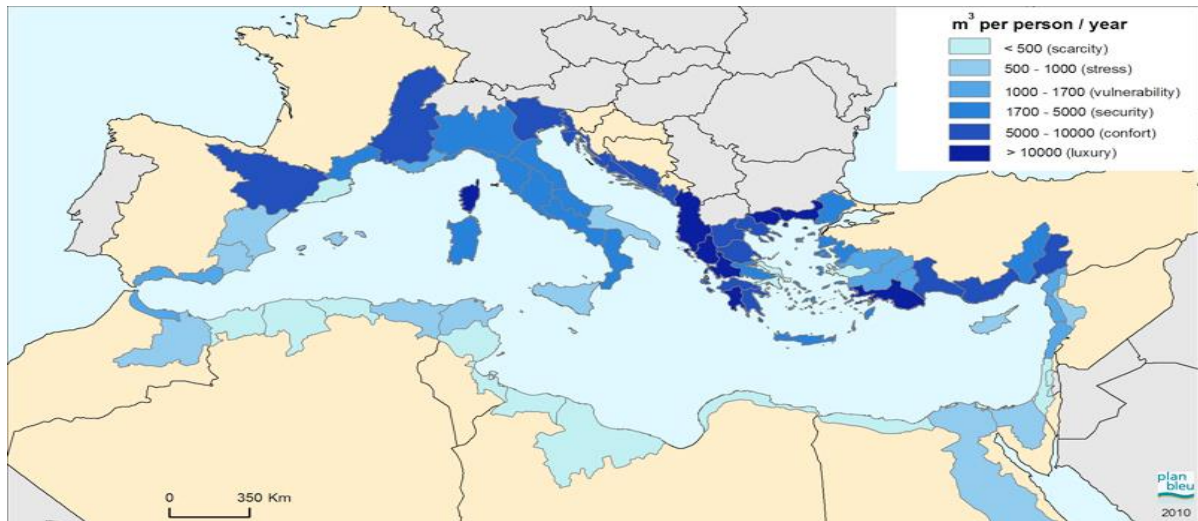 m³ per person / year
< 500 (scarcity)
500 - 1000 (stress)
1000 - 1700 (vulnerability)
1700 - 5000 (security)
5000 - 10000 (confort)
> 10000 (luxury)
0 350 Km
plan
bleu
2010